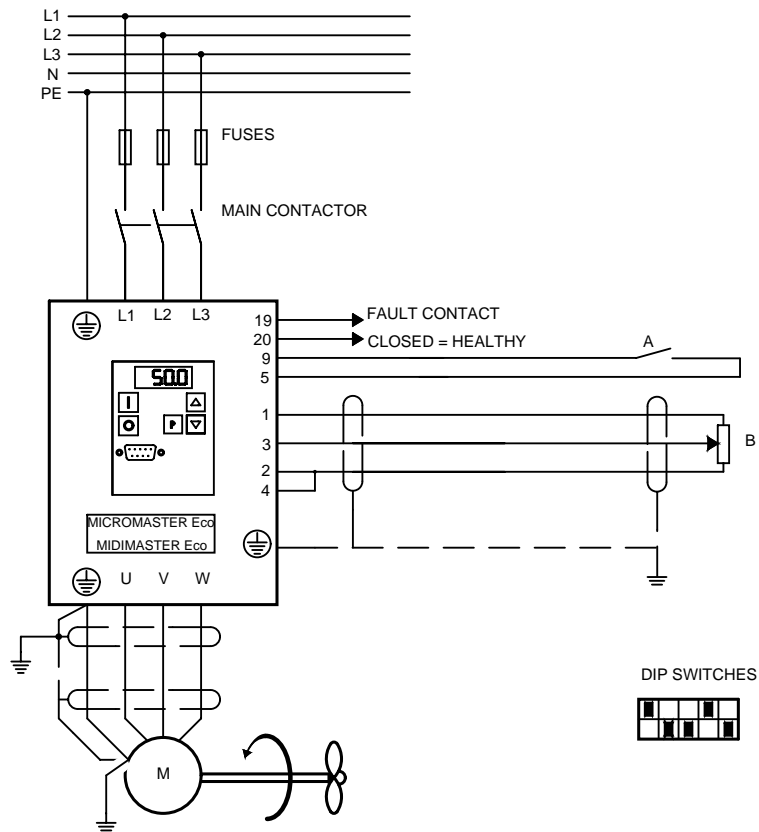 L1
L2
L3
N
PE
FUSES
MAIN CONTACTOR
L1 L2 L3
19 FAULT CONTACT
20 CLOSED = HEALTHY
A
9
5
50.0
I
O
P
1
3
B
2
4
MICROMASTER Eco
MIDIMASTER Eco
U V W
DIP SWITCHES
M